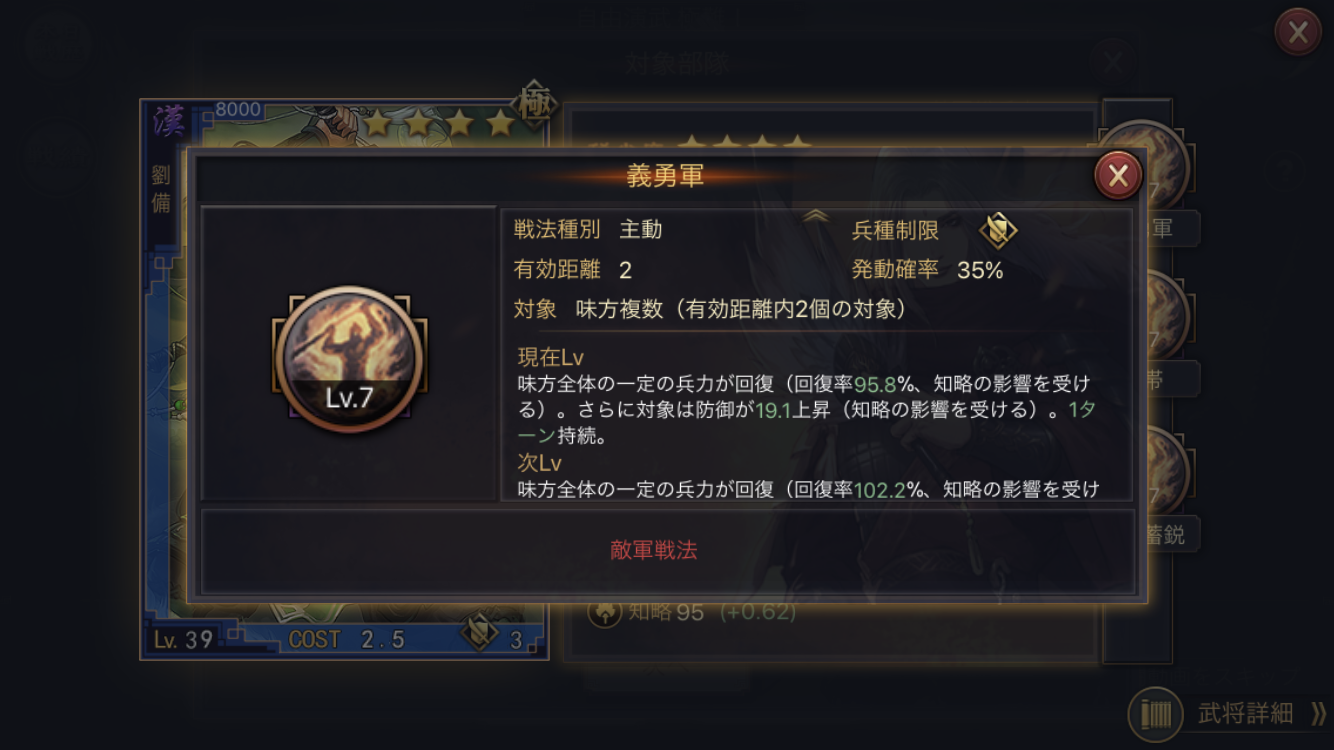 対象部隊
漢
8000
極
劉備
義勇軍
戦法種別 主動
兵種制限
有効距離 2
発動確率 35%
対象 味方複数（有効距離内2個の対象）
Lv.7
現在Lv
味方全体の一定の兵力が回復（回復率95.8%、知略の影響を受け
る）。さらに対象は防御が19.1上昇（知略の影響を受ける）。1タ
ーン持続。
次Lv
味方全体の一定の兵力が回復（回復率102.2%、知略の影響を受け
敵軍戦法
7
軍
7
帯
7
蓄鋭
知略 95 (+0.62)
Lv. 39
COST 2.5
3
武将詳細